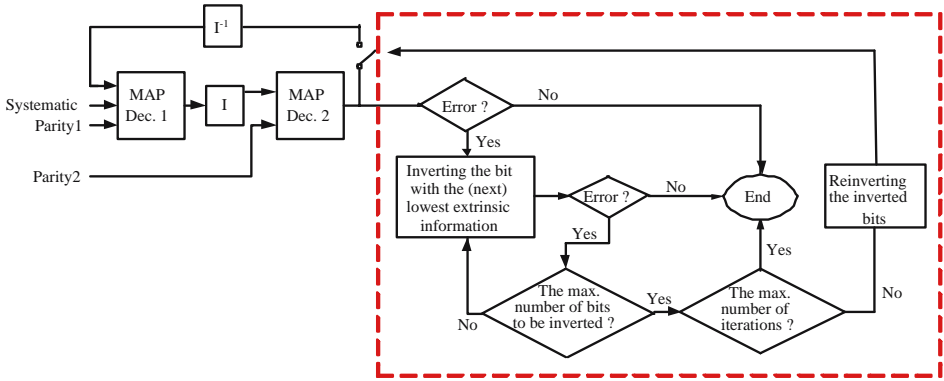 I-1
Systematic
Parity1
Parity2
MAP
Dec. 1
I
MAP
Dec. 2
Error ?
No
Yes
Inverting the bit
with the (next)
lowest extrinsic
information
Error ?
No
Yes
End
Reinverting
the inverted
bits
The max.
number of bits
to be inverted ?
No
Yes
The max.
number of
iterations ?
Yes
No